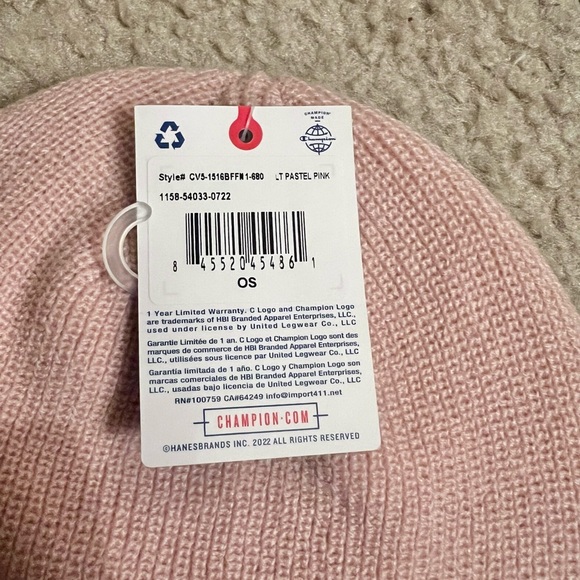 CHAMPION
MADE
Champion
Style# CV5-1516BFFM1-680 LT PASTEL PINK
1158-54033-0722
8 45520 45486 1
OS
1 Year Limited Warranty. C Logo and Champion Logo
are trademarks of HBI Branded Apparel Enterprises, LLC.,
used under license by United Legwear Co., LLC
Garantie Limitée de 1 an. C Logo et Champion Logo sont des
marques de commerce de HBI Branded Apparel Enterprises,
LLC., utilisées sous licence par United Legwear Co., LLC
Garantia limitada de 1 año. C Logo y Champion Logo son
marcas comerciales de HBI Branded Apparel Enterprises,
LLC., usadas bajo licencia de United Legwear Co., LLC
RN#100759 CA#64249 info@import411.net
CHAMPION·COM
©HANESBRANDS INC. 2022 ALL RIGHTS RESERVED